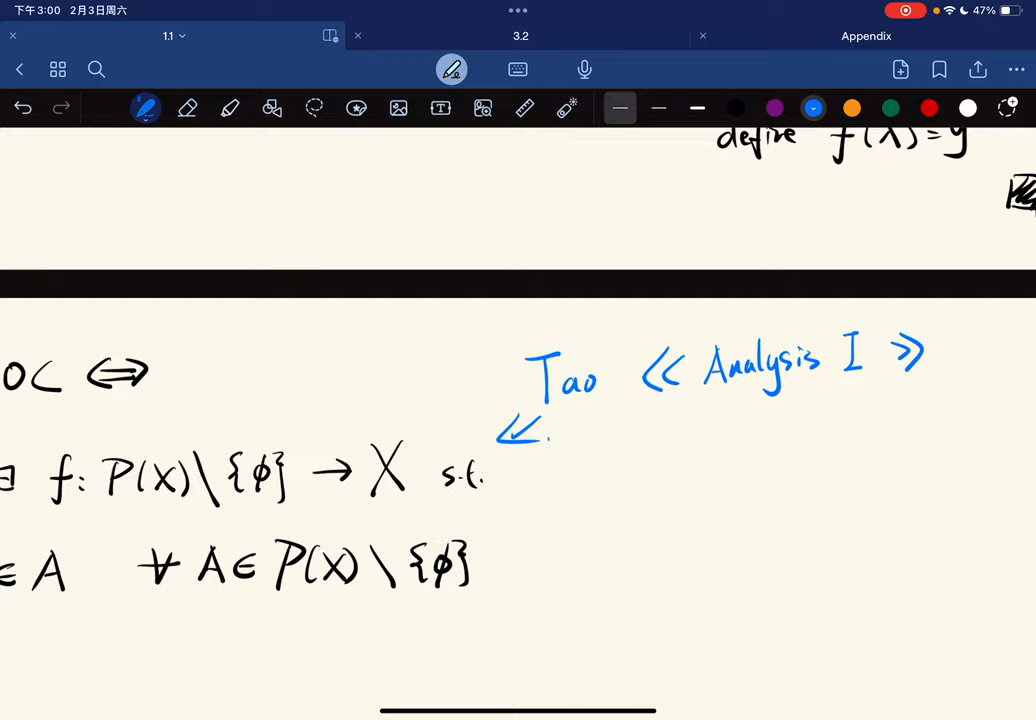 下午3:00 2月3日周六 47%
1.1 3.2 Appendix
define f(x)=y
OC ⟺
Tao << Analysis I >>
∃ f: P(X)\{ϕ} → X s.t.
∈ A ∀ A ∈ P(X) \ {ϕ}